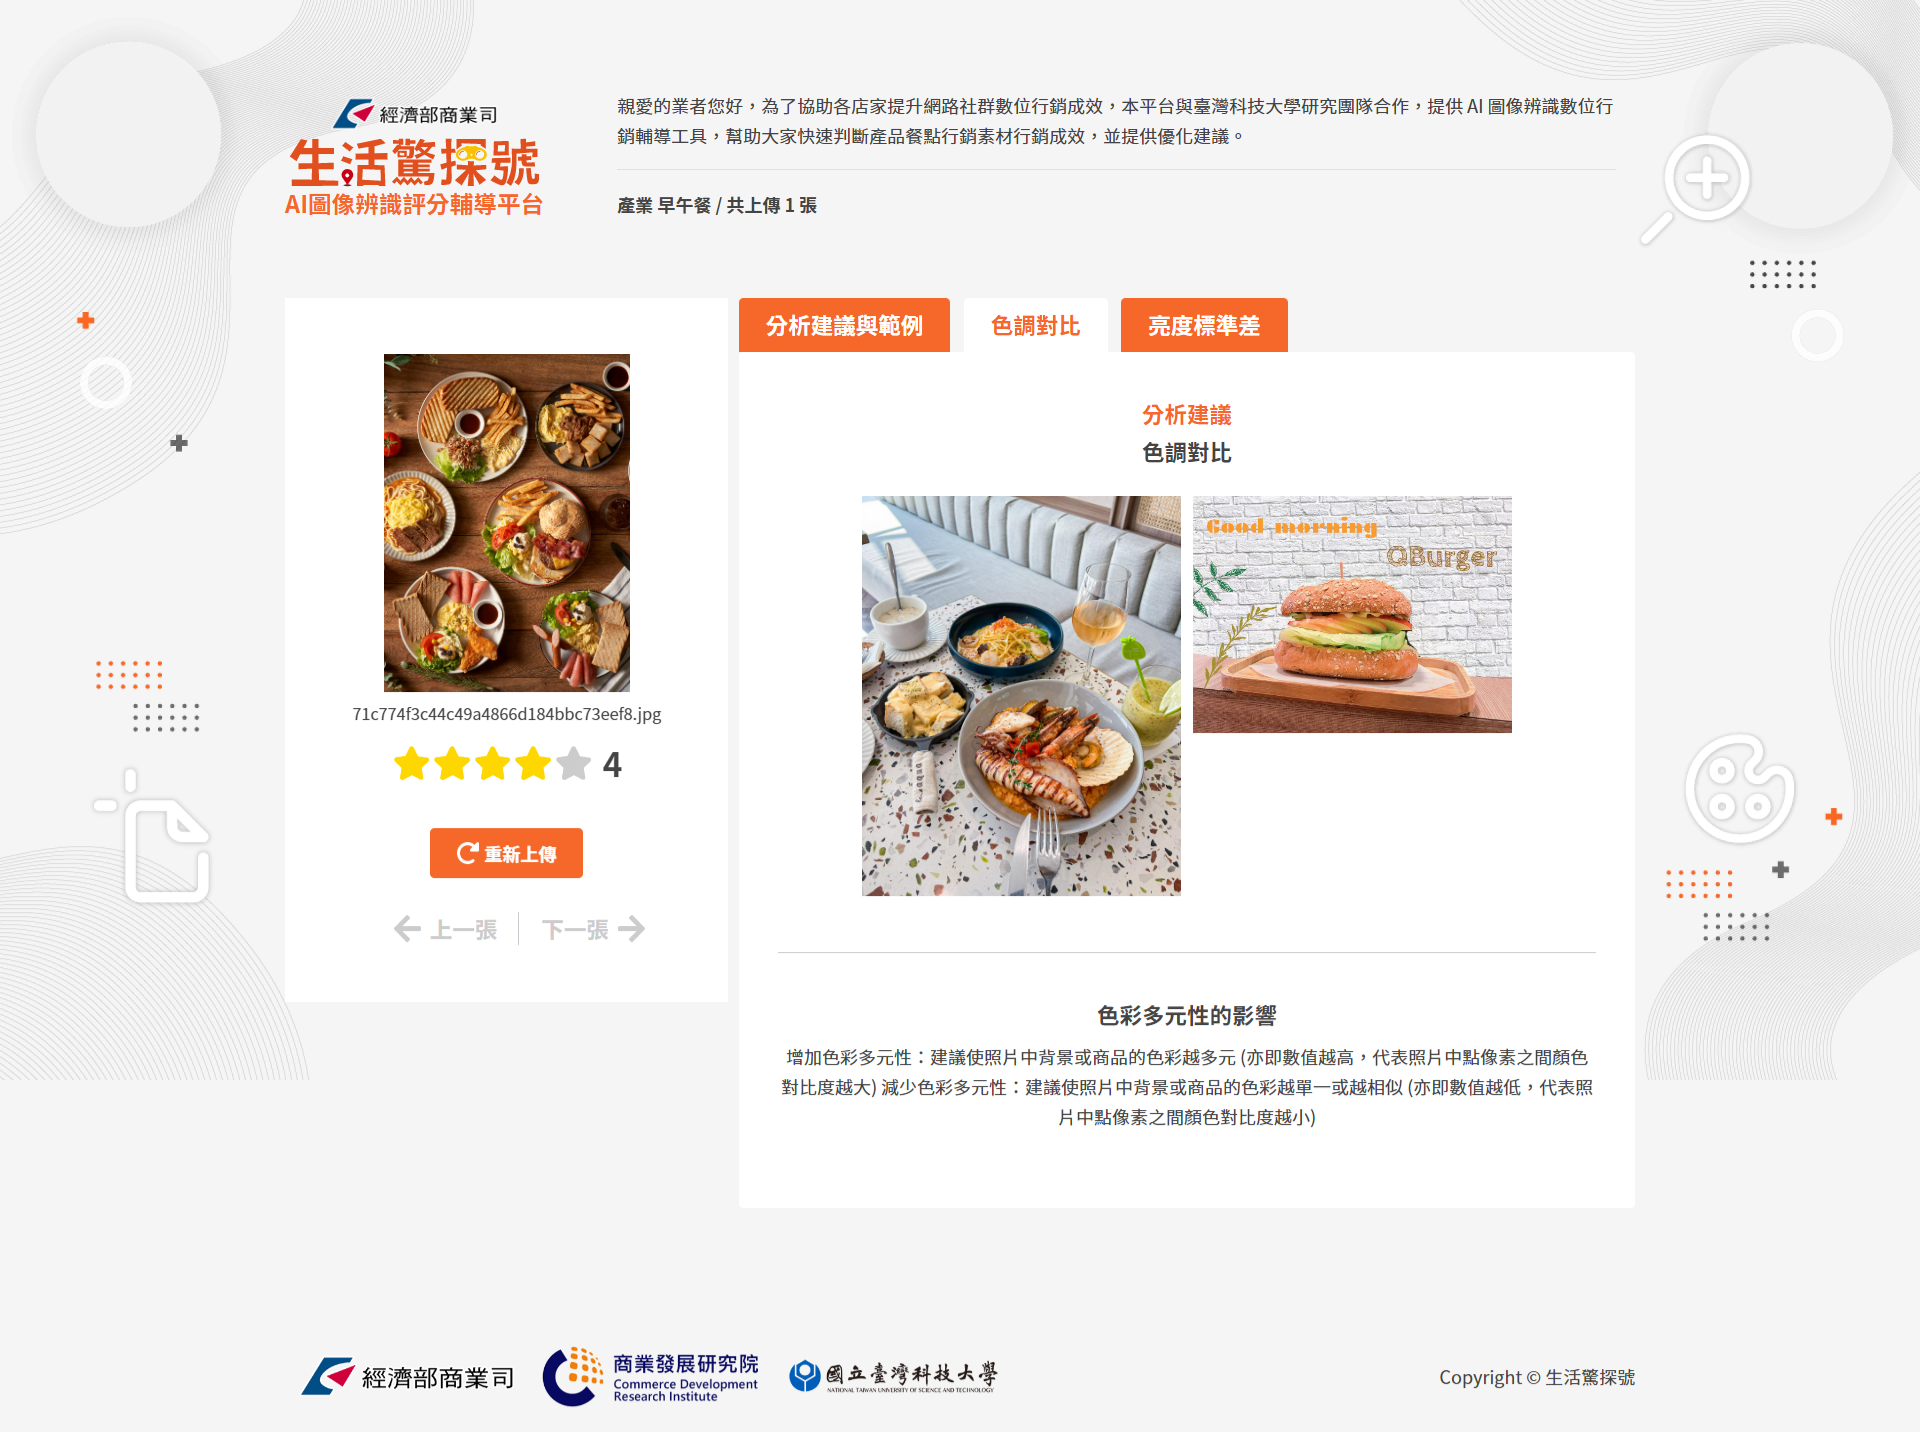 經濟部商業司
生活驚探號
AI圖像辨識評分輔導平台
親愛的業者您好，為了協助各店家提升網路社群數位行銷成效，本平台與臺灣科技大學研究團隊合作，提供 AI 圖像辨識數位行
銷輔導工具，幫助大家快速判斷產品餐點行銷素材行銷成效，並提供優化建議。
產業 早午餐 / 共上傳 1 張
71c774f3c44c49a4866d184bbc73eef8.jpg
4
重新上傳
上一張
下一張
分析建議與範例
色調對比
亮度標準差
分析建議
色調對比
Good morning
QBurger
色彩多元性的影響
增加色彩多元性：建議使照片中背景或商品的色彩越多元 (亦即數值越高，代表照片中點像素之間顏色
對比度越大) 減少色彩多元性：建議使照片中背景或商品的色彩越單一或越相似 (亦即數值越低，代表照
片中點像素之間顏色對比度越小)
經濟部商業司
商業發展研究院
Commerce Development
Research Institute
國立臺灣科技大學
NATIONAL TAIWAN UNIVERSITY OF SCIENCE AND TECHNOLOGY
Copyright © 生活驚探號